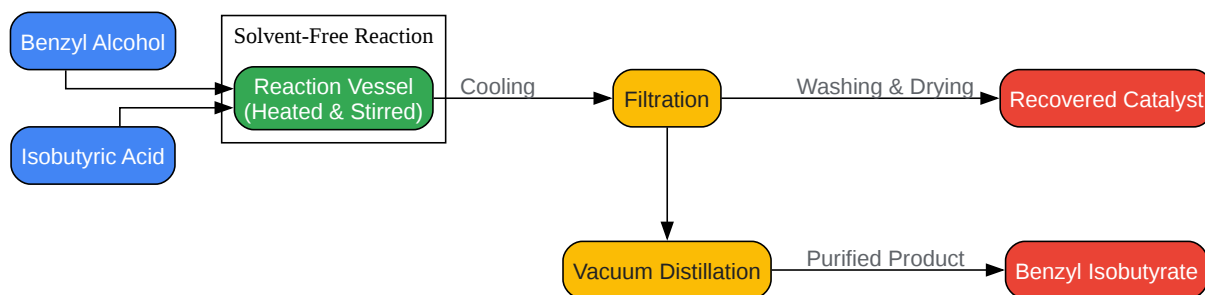 Benzyl Alcohol
Isobutyric Acid
Solvent-Free Reaction
Reaction Vessel
(Heated & Stirred)
Cooling
Filtration
Washing & Drying
Recovered Catalyst
Vacuum Distillation
Purified Product
Benzyl Isobutyrate